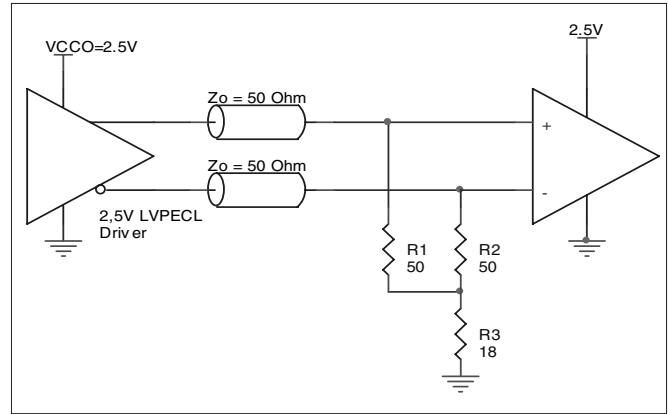 VCCO=2.5V
2.5V
Zo = 50 Ohm
+
Zo = 50 Ohm
-
2,5V LVPECL
Driver
R1
50
R2
50
R3
18